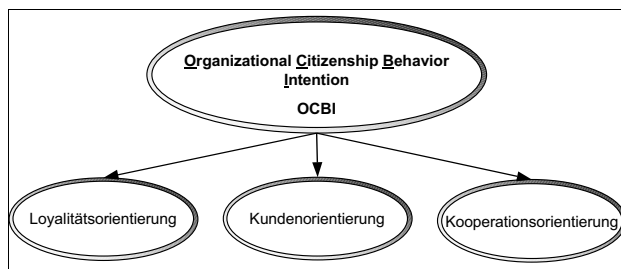 Organizational Citizenship Behavior
Intention
OCBI
Loyalitätsorientierung
Kundenorientierung
Kooperationsorientierung